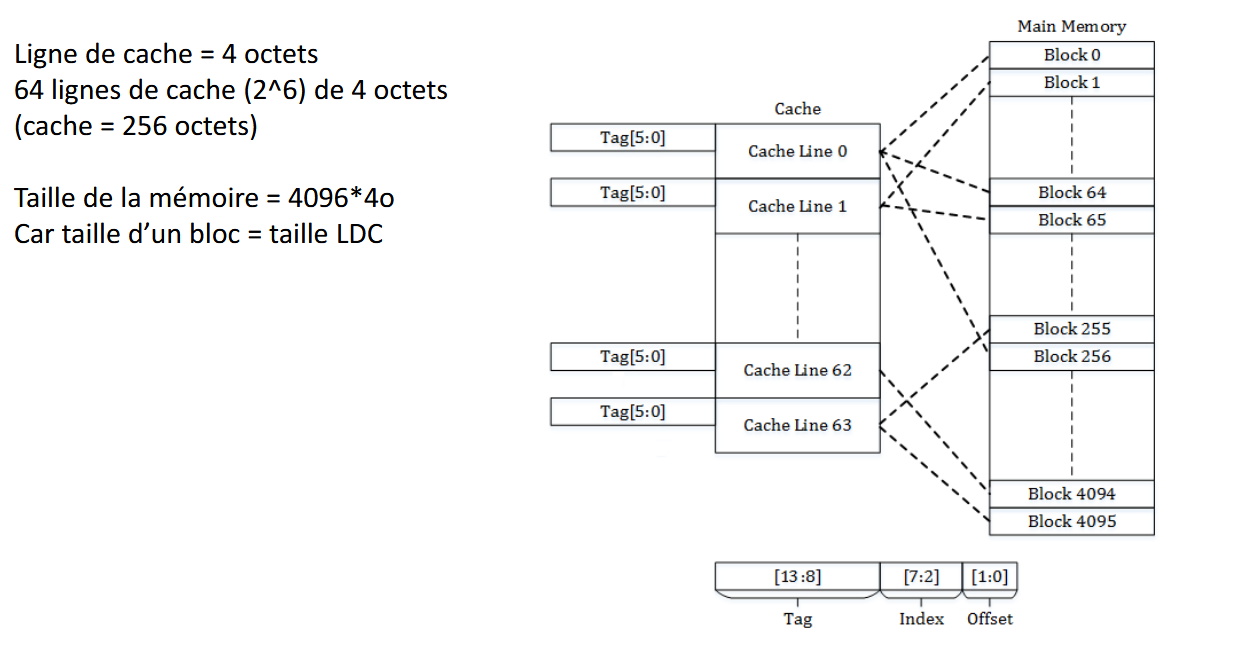 Ligne de cache = 4 octets
64 lignes de cache (2^6) de 4 octets
(cache = 256 octets)
Taille de la mémoire = 4096*4o
Car taille d’un bloc = taille LDC
Main Memory
Block 0
Block 1
Block 64
Block 65
Block 255
Block 256
Block 4094
Block 4095
Cache
Tag[5:0]
Cache Line 0
Tag[5:0]
Cache Line 1
Tag[5:0]
Cache Line 62
Tag[5:0]
Cache Line 63
[13:8]
[7:2]
[1:0]
Tag
Index
Offset